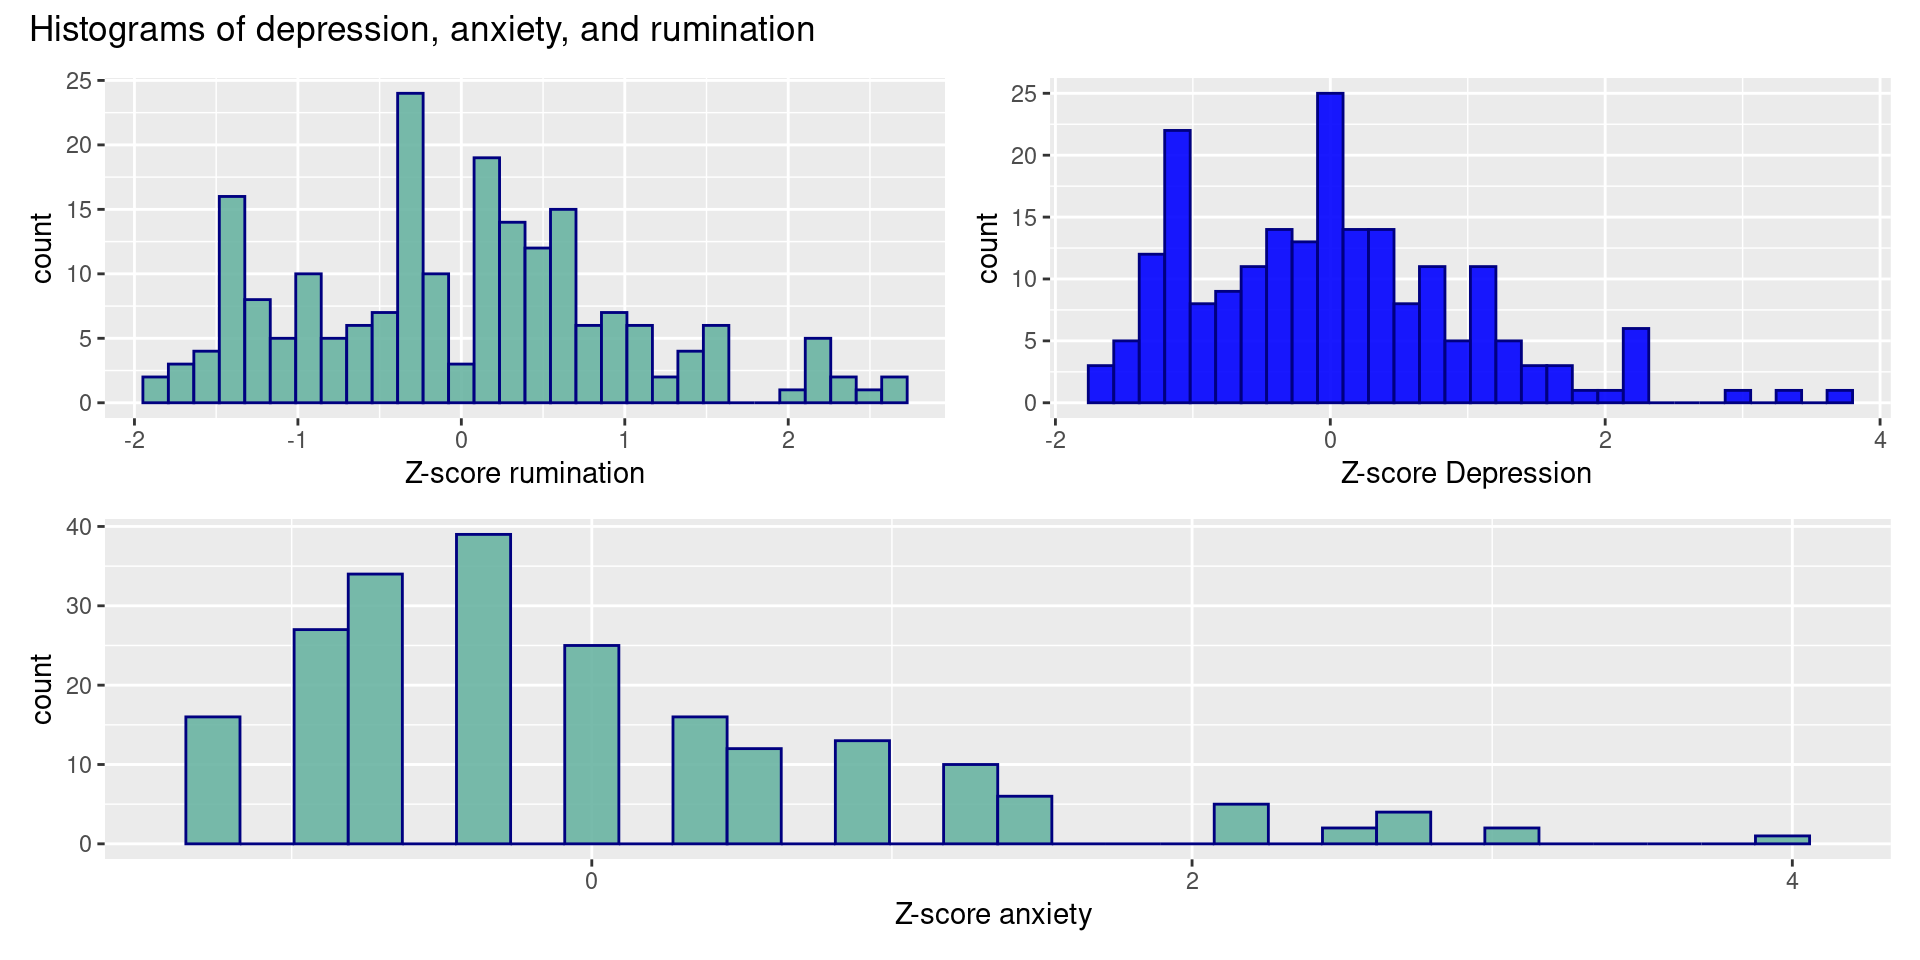 Histograms of depression, anxiety, and rumination
25
20
15
10
5
0
count
-2 -1 0 1 2
Z-score rumination
25
20
15
10
5
0
count
-2 0 2 4
Z-score Depression
40
30
20
10
0
count
0 2 4
Z-score anxiety